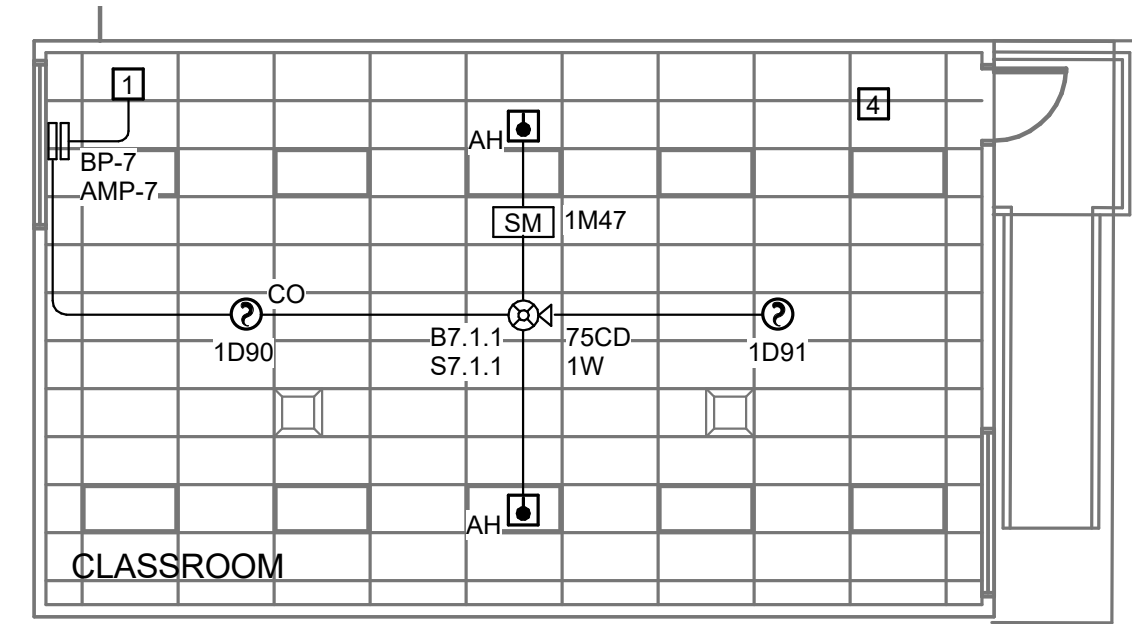 1
4
AH
BP-7
AMP-7
SM
1M47
CO
B7.1.1
75CD
1D90
1D91
S7.1.1
1W
AH
CLASSROOM